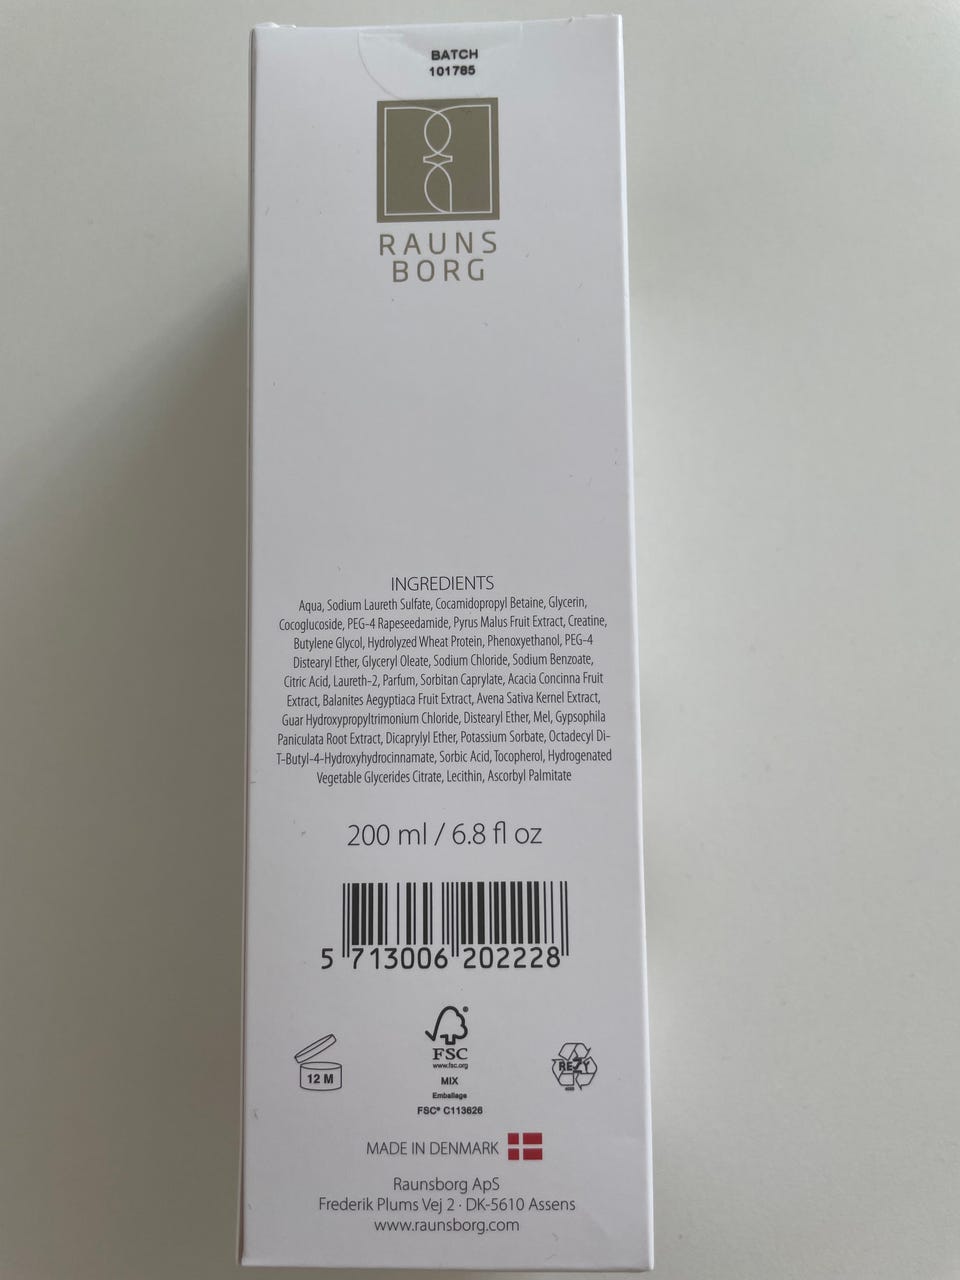 BATCH
101785
RAUNS
BORG
INGREDIENTS
Aqua, Sodium Laureth Sulfate, Cocamidopropyl Betaine, Glycerin,
Cocoglucoside, PEG-4 Rapeseedamide, Pyrus Malus Fruit Extract, Creatine,
Butylene Glycol, Hydrolyzed Wheat Protein, Phenoxyethanol, PEG-4
Distearyl Ether, Glyceryl Oleate, Sodium Chloride, Sodium Benzoate,
Citric Acid, Laureth-2, Parfum, Sorbitan Caprylate, Acacia Concinna Fruit
Extract, Balanites Aegyptiaca Fruit Extract, Avena Sativa Kernel Extract,
Guar Hydroxypropyltrimonium Chloride, Distearyl Ether, Mel, Gypsophila
Paniculata Root Extract, Dicaprylyl Ether, Potassium Sorbate, Octadecyl Di-
T-Butyl-4-Hydroxyhydrocinnamate, Sorbic Acid, Tocopherol, Hydrogenated
Vegetable Glycerides Citrate, Lecithin, Ascorbyl Palmitate
200 ml / 6.8 fl oz
5 713006 202228
FSC®
www.fsc.org
MIX
Emballage
FSC® C113626
12 M
REZY
MADE IN DENMARK
Raunsborg ApS
Frederik Plums Vej 2 · DK-5610 Assens
www.raunsborg.com